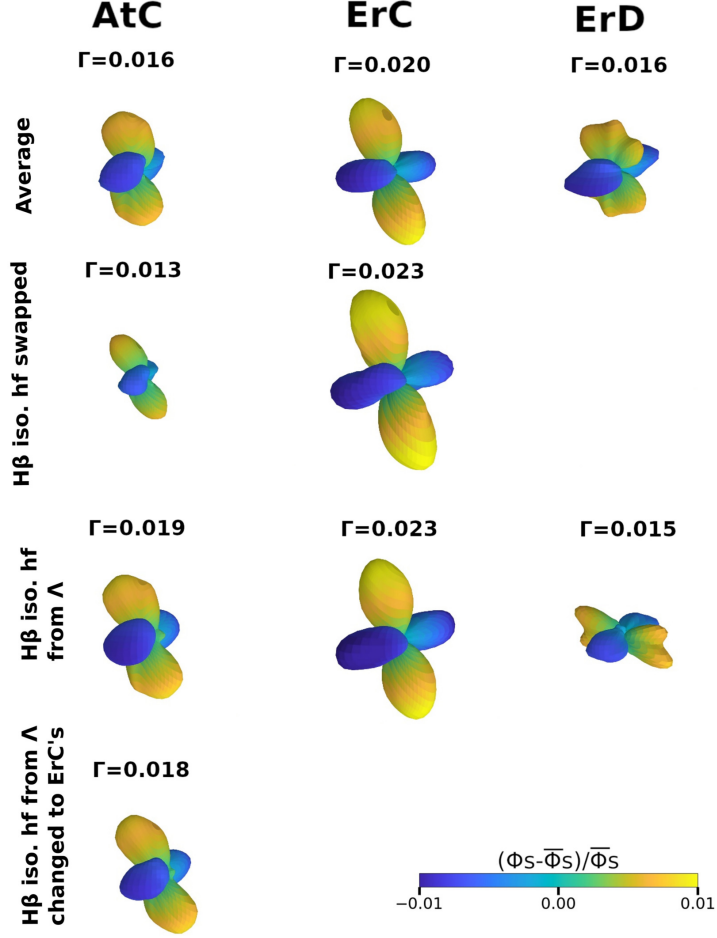 AtC ErC ErD
Γ=0.016 Γ=0.020 Γ=0.016
Average
Γ=0.013 Γ=0.023
Hβ iso. hf swapped
Γ=0.019 Γ=0.023 Γ=0.015
Hβ iso. hf
from Λ
Γ=0.018
Hβ iso. hf from Λ
changed to ErC's
(Φs-Φ̅s)/Φ̅s
−0.01 0.00 0.01